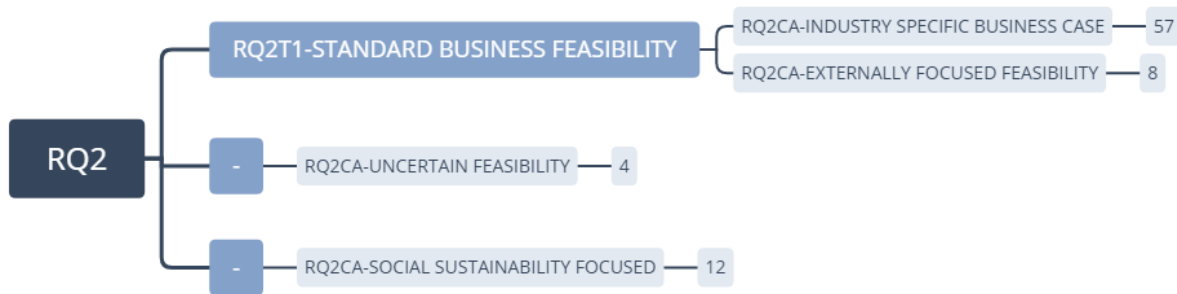 RQ2
RQ2T1-STANDARD BUSINESS FEASIBILITY
RQ2CA-INDUSTRY SPECIFIC BUSINESS CASE
57
RQ2CA-EXTERNALLY FOCUSED FEASIBILITY
8
-
RQ2CA-UNCERTAIN FEASIBILITY
4
-
RQ2CA-SOCIAL SUSTAINABILITY FOCUSED
12